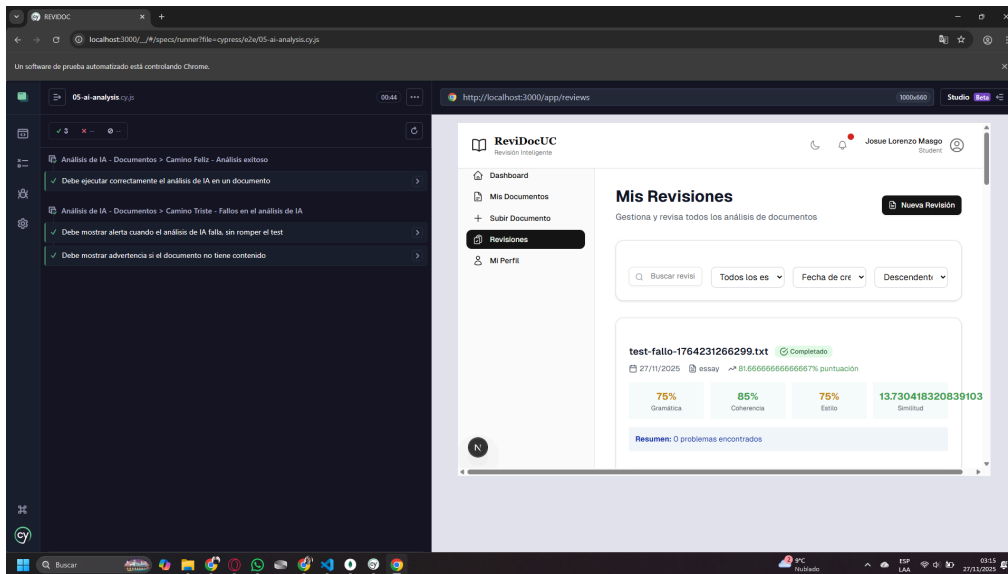 REVIDOC
localhost:3000/__/#/specs/runner?file=cypress/e2e/05-ai-analysis.cy.js
Un software de prueba automatizado está controlando Chrome.
05-ai-analysis.cy.js
00:44
3
--
--
Análisis de IA - Documentos > Camino Feliz - Análisis exitoso
Debe ejecutar correctamente el análisis de IA en un documento
Análisis de IA - Documentos > Camino Triste - Fallos en el análisis de IA
Debe mostrar alerta cuando el análisis de IA falla, sin romper el test
Debe mostrar advertencia si el documento no tiene contenido
cy
http://localhost:3000/app/reviews
1000x660
Studio Beta
ReviDocUC
Revisión Inteligente
Josue Lorenzo Masgo
Student
Dashboard
Mis Documentos
Subir Documento
Revisiones
Mi Perfil
N
Mis Revisiones
Gestiona y revisa todos los análisis de documentos
Nueva Revisión
Buscar revisi
Todos los es
Fecha de cre
Descendent
test-fallo-1764231266299.txt
Completado
27/11/2025
essay
81.66666666666667% puntuación
75%
Gramática
85%
Coherencia
75%
Estilo
13.730418320839103
Similitud
Resumen: 0 problemas encontrados
Buscar
2
9°C
Nublado
ESP
LAA
03:15
27/11/2025